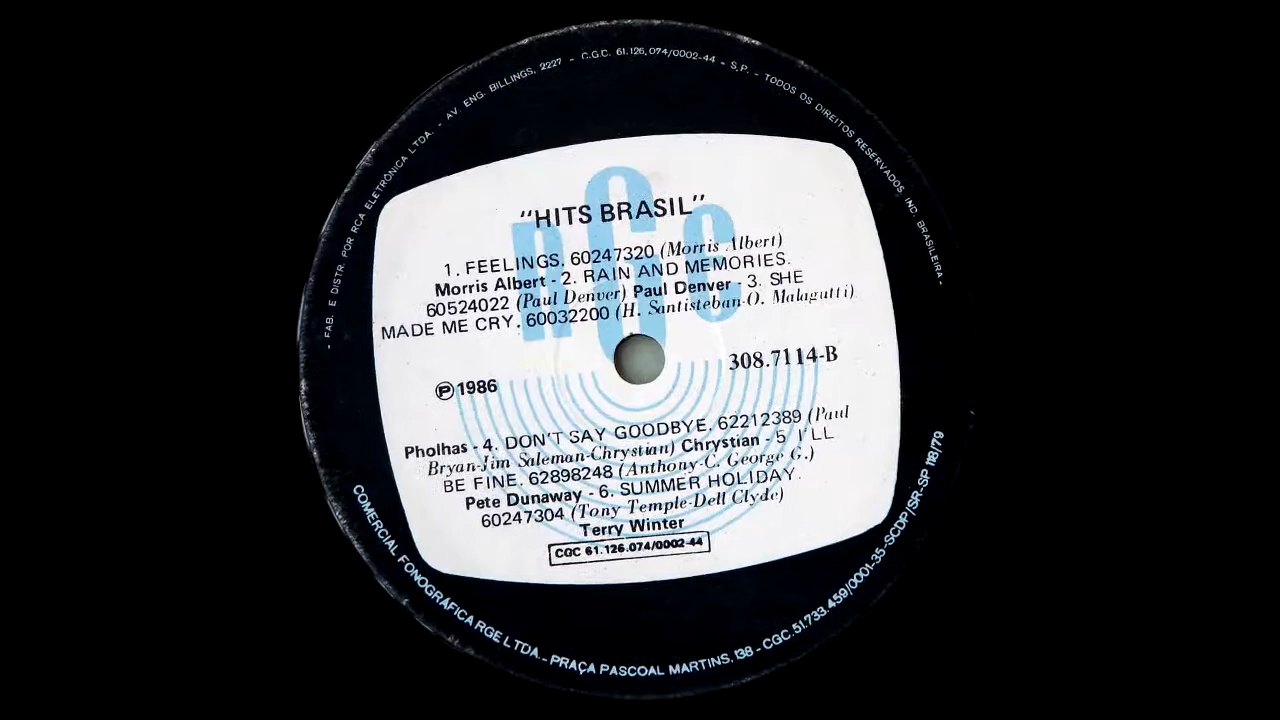 - FAB. E DISTR. POR RCA ELETRÔNICA LTDA. - AV. ENG. BILLINGS, 2227 - C.G.C. 61.126.074/0002-44 - S.P. - TODOS OS DIREITOS RESERVADOS. IND. BRASILEIRA-
RGE
"HITS BRASIL"
1. FEELINGS. 60247320 (Morris Albert)
Morris Albert - 2. RAIN AND MEMORIES.
60524022 (Paul Denver) Paul Denver - 3. SHE
MADE ME CRY. 60032200 (H. Santisteban-O. Malagutti)
308.7114-B
℗ 1986
Pholhas - 4. DON'T SAY GOODBYE. 62212389 (Paul
Bryan-Jim Saleman-Chrystian) Chrystian - 5 I'LL
BE FINE. 62898248 (Anthony-C. George G.)
Pete Dunaway - 6. SUMMER HOLIDAY.
60247304 (Tony Temple-Dell Clyde)
Terry Winter
CGC 61.126.074/0002-44
COMERCIAL FONOGRÁFICA RGE LTDA. - PRAÇA PASCOAL MARTINS, 138 - CGC.51.733.459/0001-35-SCDP/SR-SP 118/79